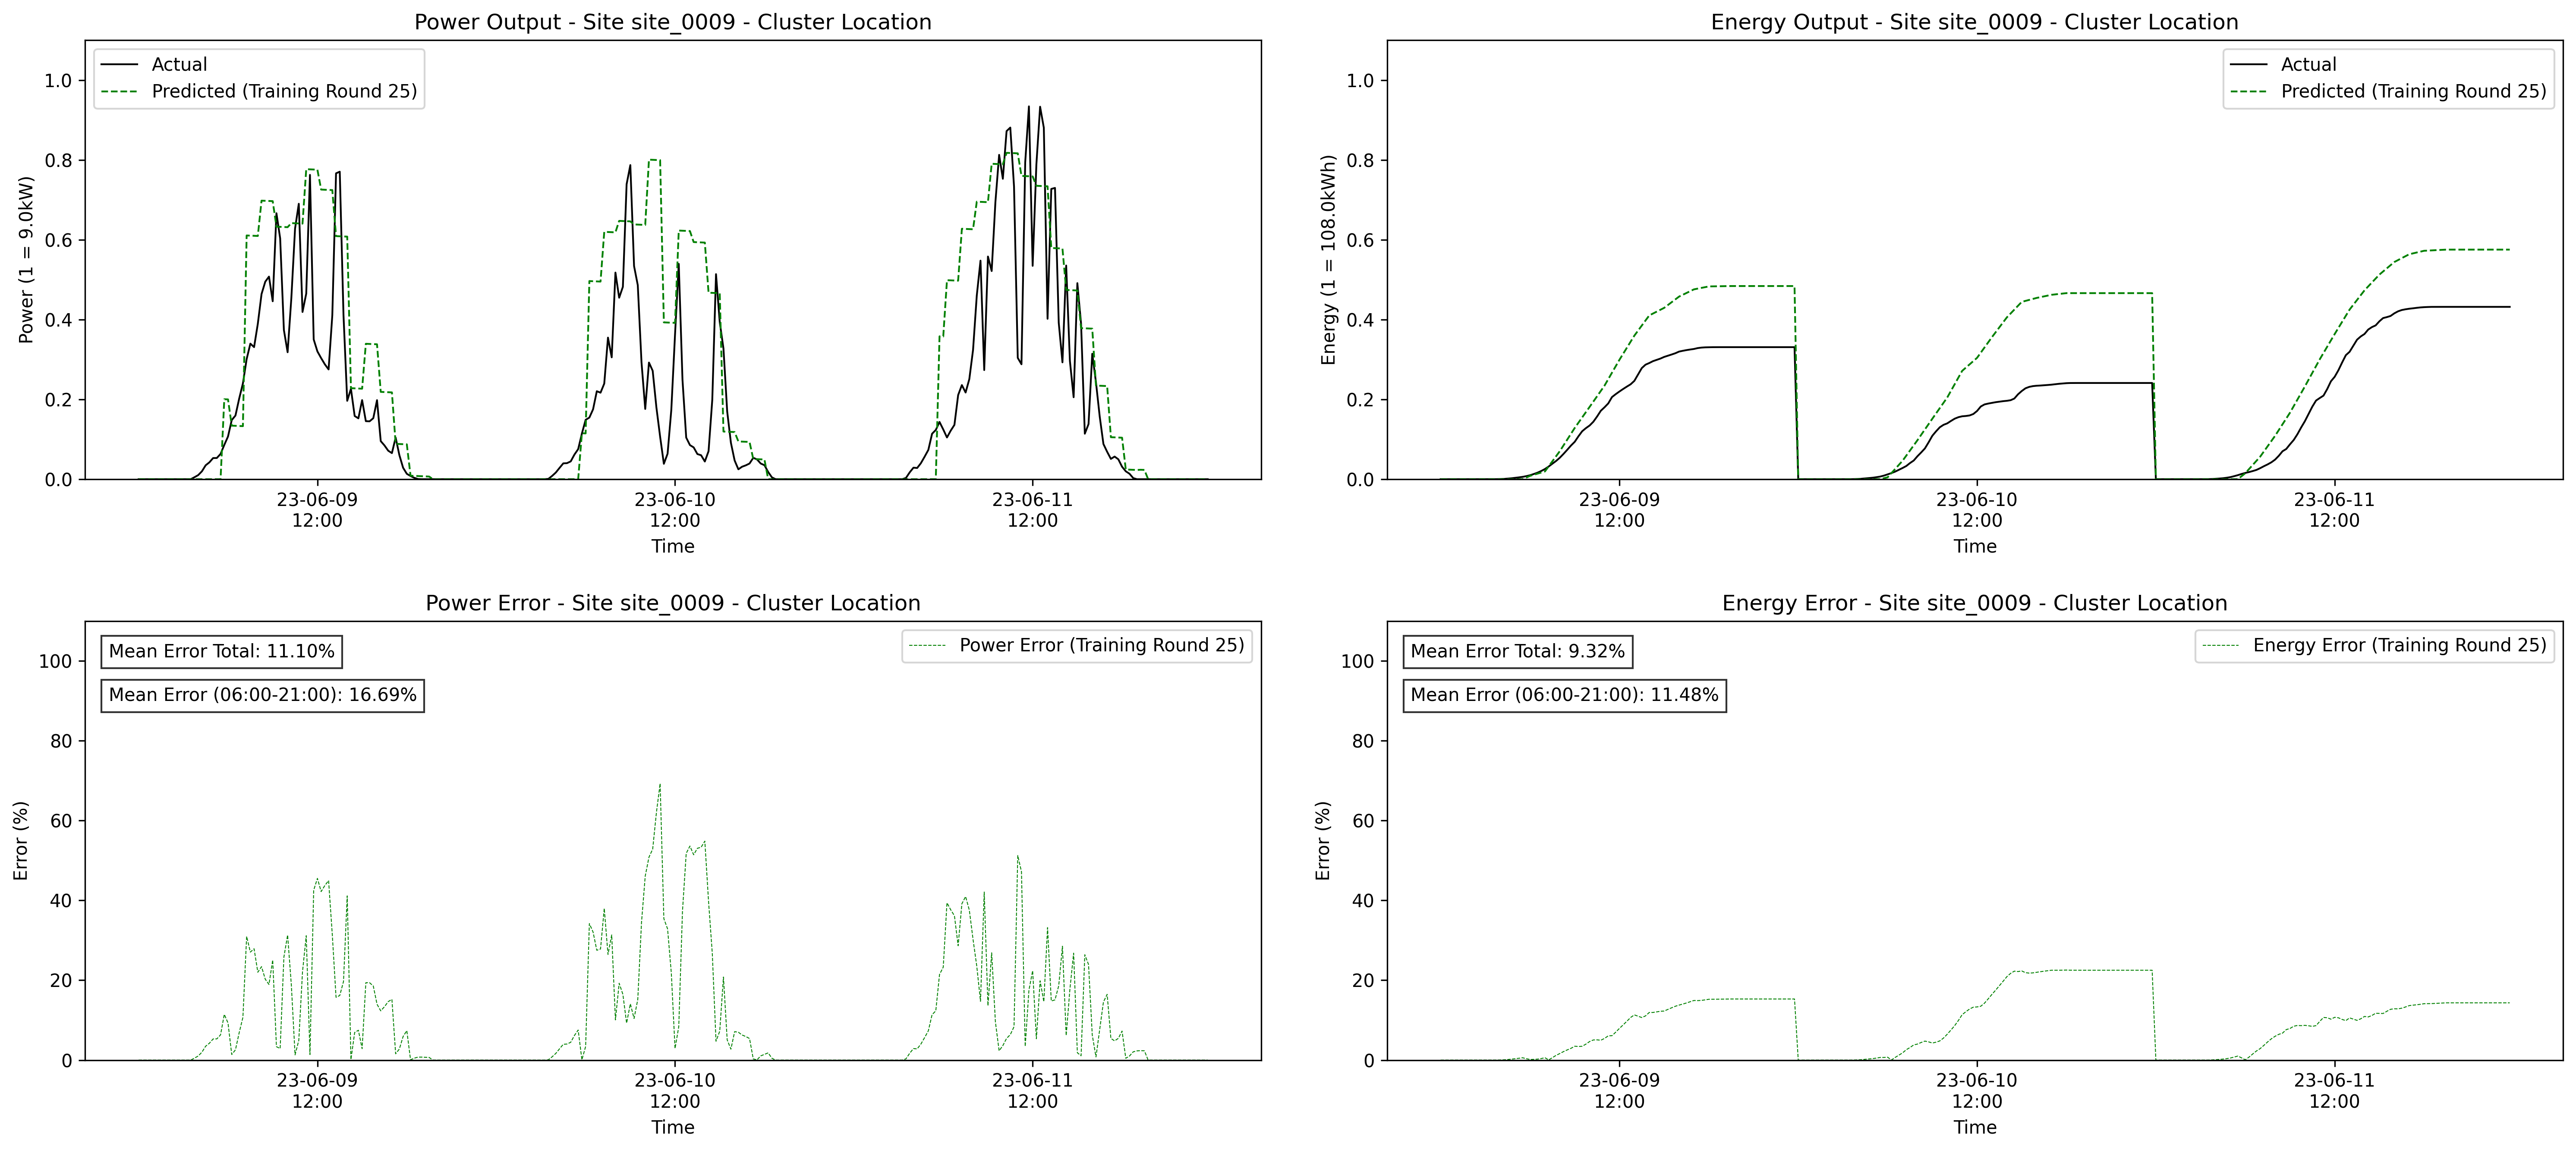 Power Output - Site site_0009 - Cluster Location
Actual
Predicted (Training Round 25)
Power (1 = 9.0kW)
1.0
0.8
0.6
0.4
0.2
0.0
23-06-09
12:00
23-06-10
12:00
23-06-11
12:00
Time
Energy Output - Site site_0009 - Cluster Location
Actual
Predicted (Training Round 25)
Energy (1 = 108.0kWh)
1.0
0.8
0.6
0.4
0.2
0.0
23-06-09
12:00
23-06-10
12:00
23-06-11
12:00
Time
Power Error - Site site_0009 - Cluster Location
Mean Error Total: 11.10%
Mean Error (06:00-21:00): 16.69%
Power Error (Training Round 25)
Error (%)
100
80
60
40
20
0
23-06-09
12:00
23-06-10
12:00
23-06-11
12:00
Time
Energy Error - Site site_0009 - Cluster Location
Mean Error Total: 9.32%
Mean Error (06:00-21:00): 11.48%
Energy Error (Training Round 25)
Error (%)
100
80
60
40
20
0
23-06-09
12:00
23-06-10
12:00
23-06-11
12:00
Time